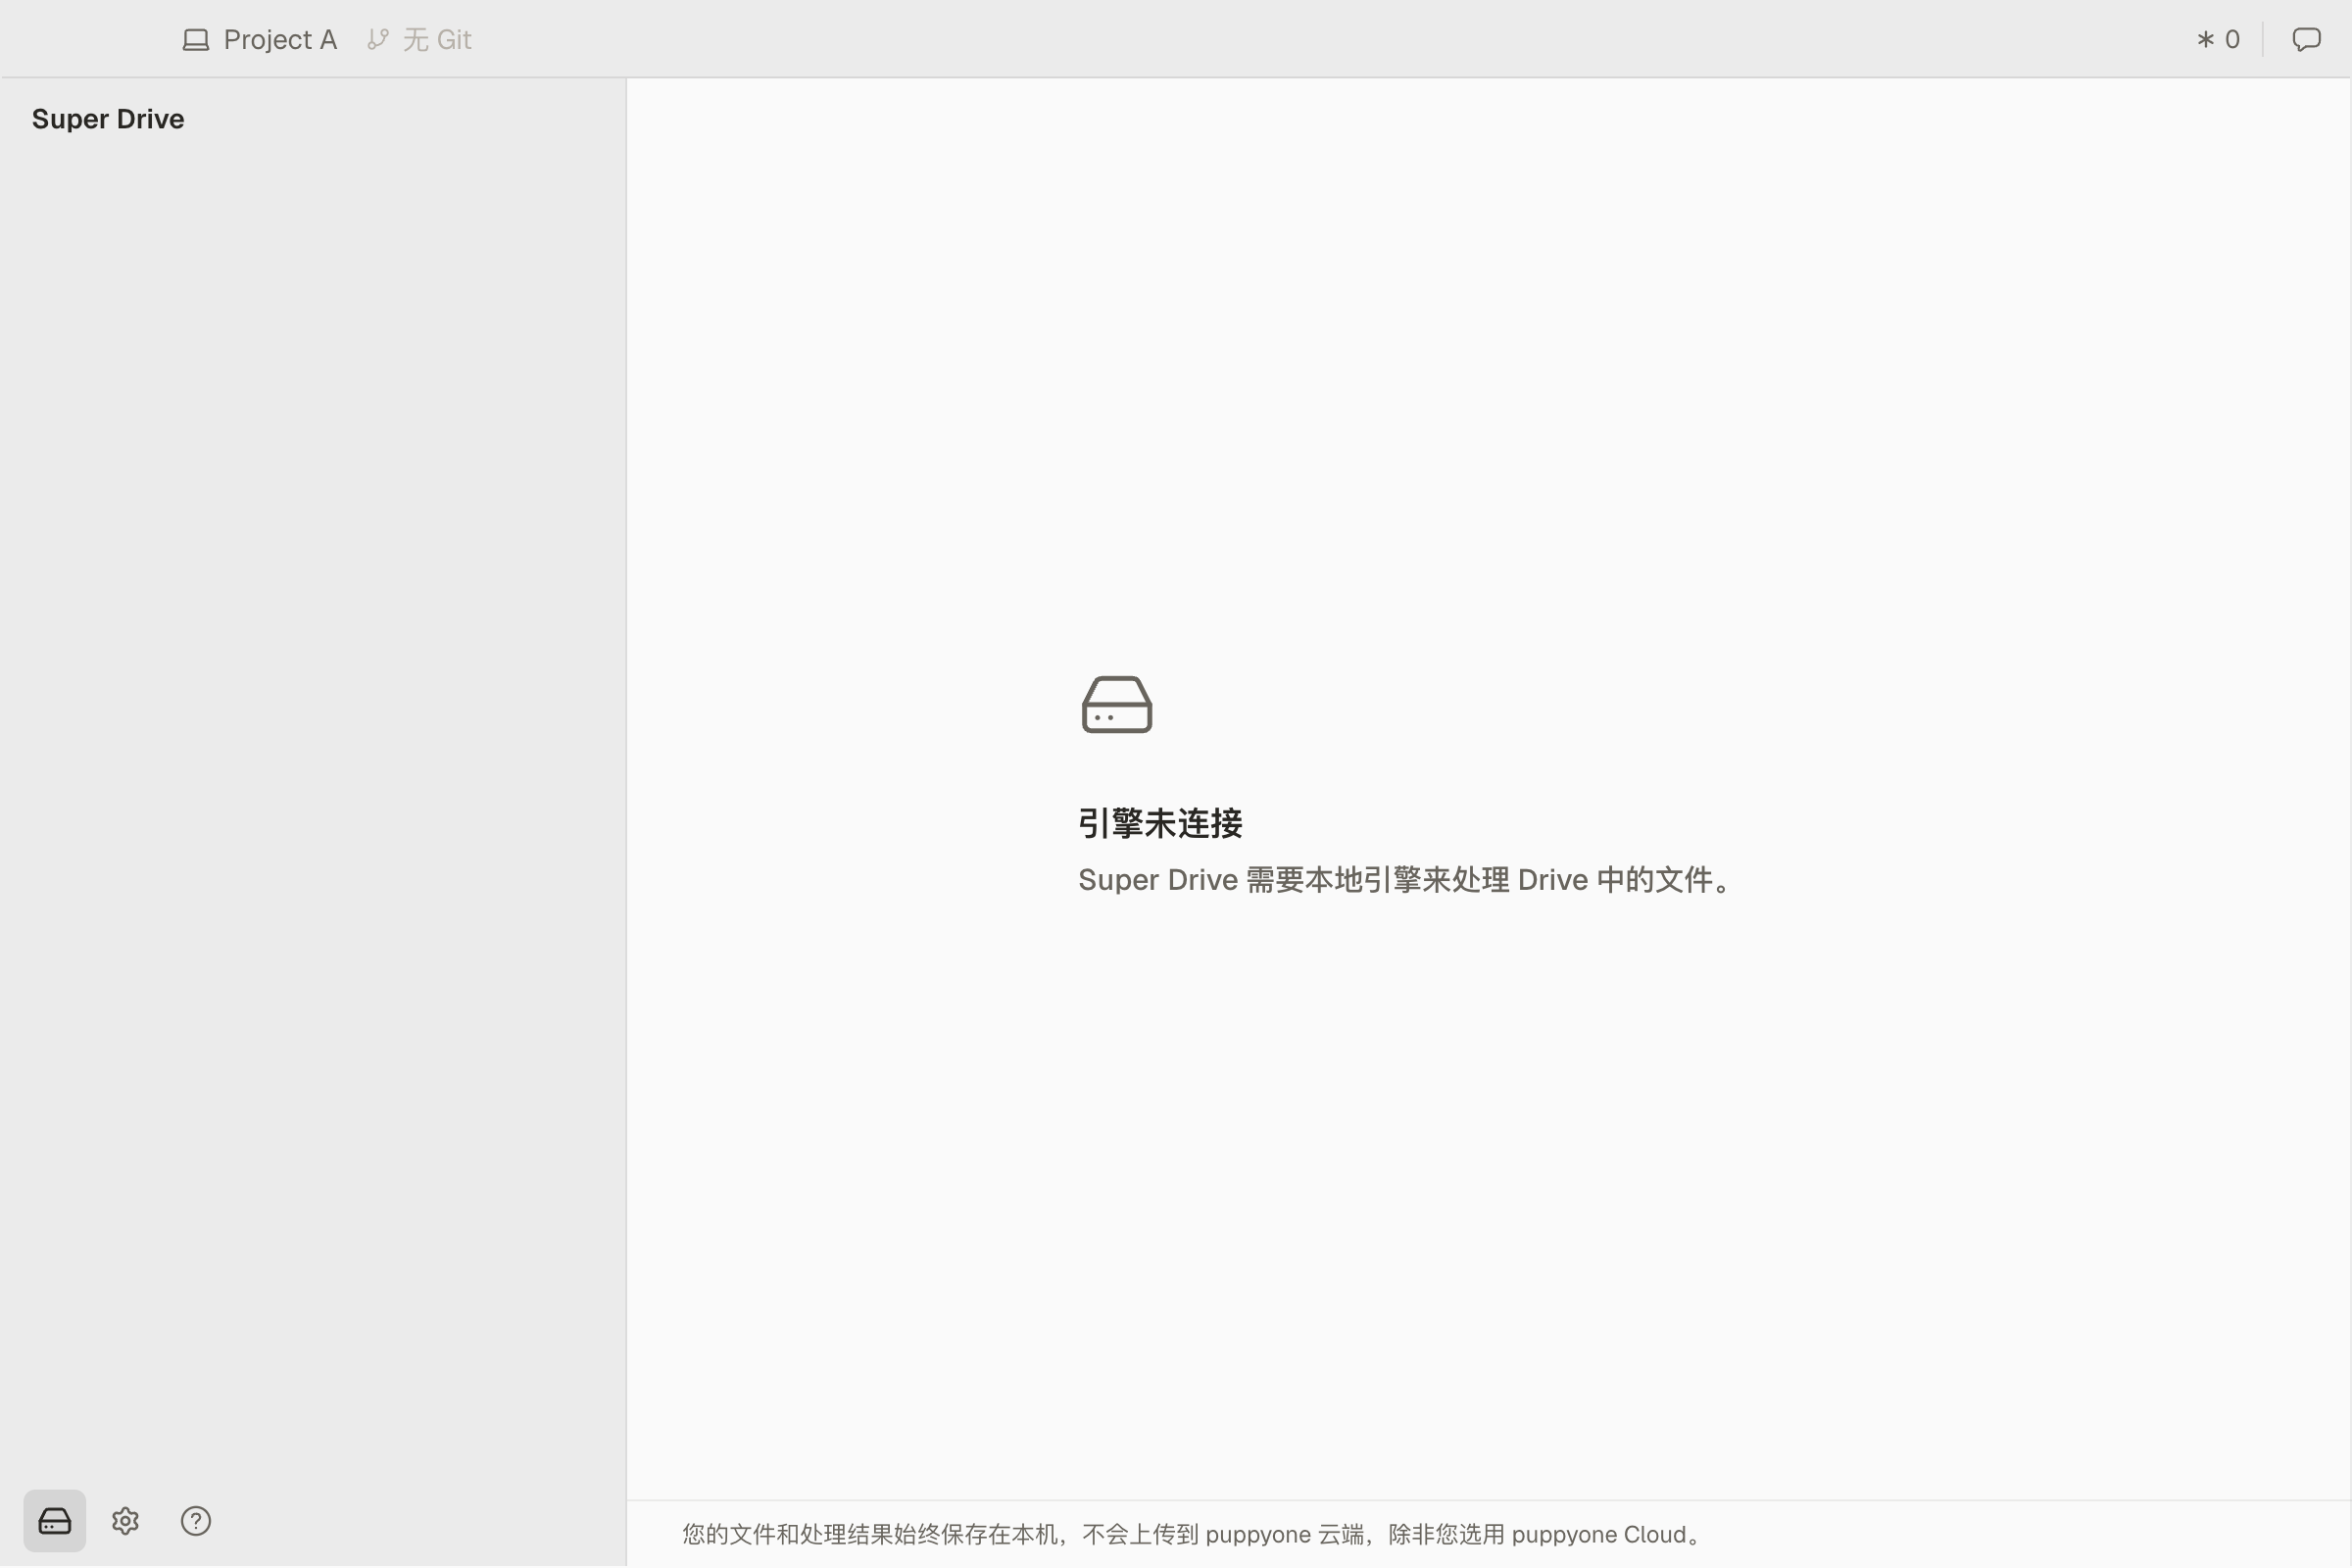 Project A 无 Git
* 0
Super Drive
引擎未连接
Super Drive 需要本地引擎来处理 Drive 中的文件。
您的文件和处理结果始终保存在本机，不会上传到 puppyone 云端，除非您选用 puppyone Cloud。